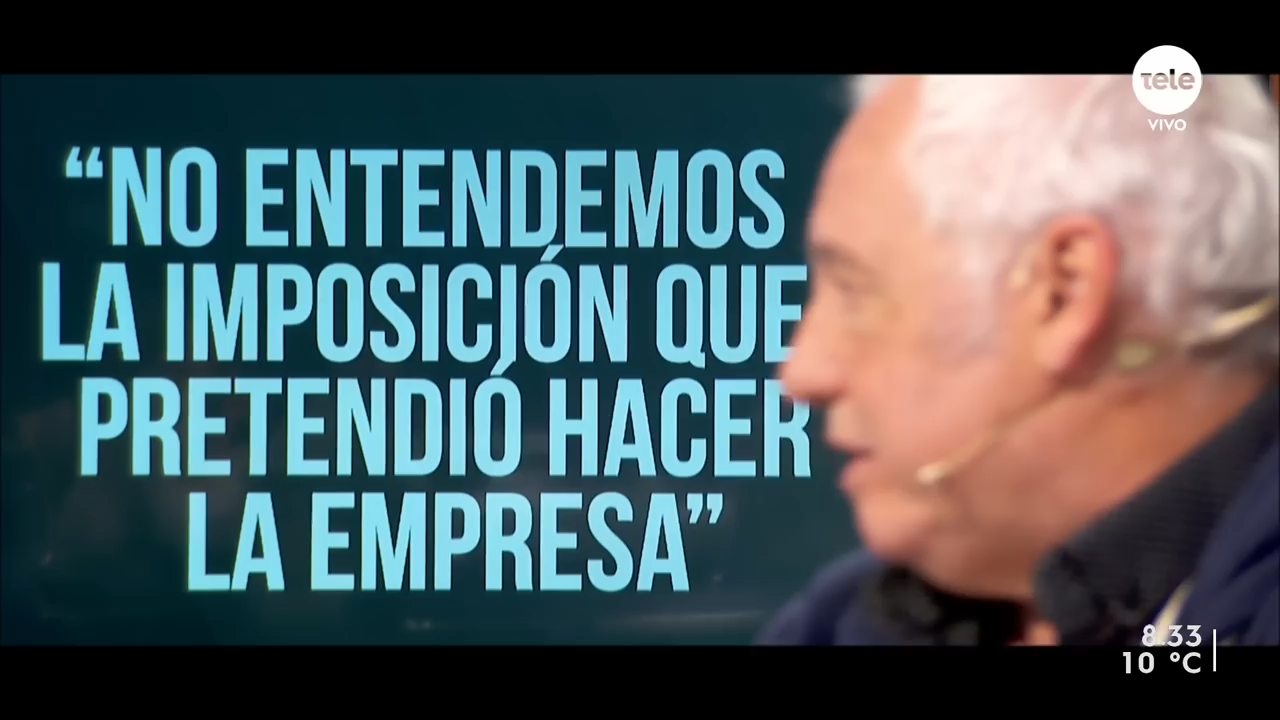 tele
VIVO
“NO ENTENDEMOS
LA IMPOSICIÓN QUE
PRETENDIÓ HACER
LA EMPRESA”
8.33
10 °C